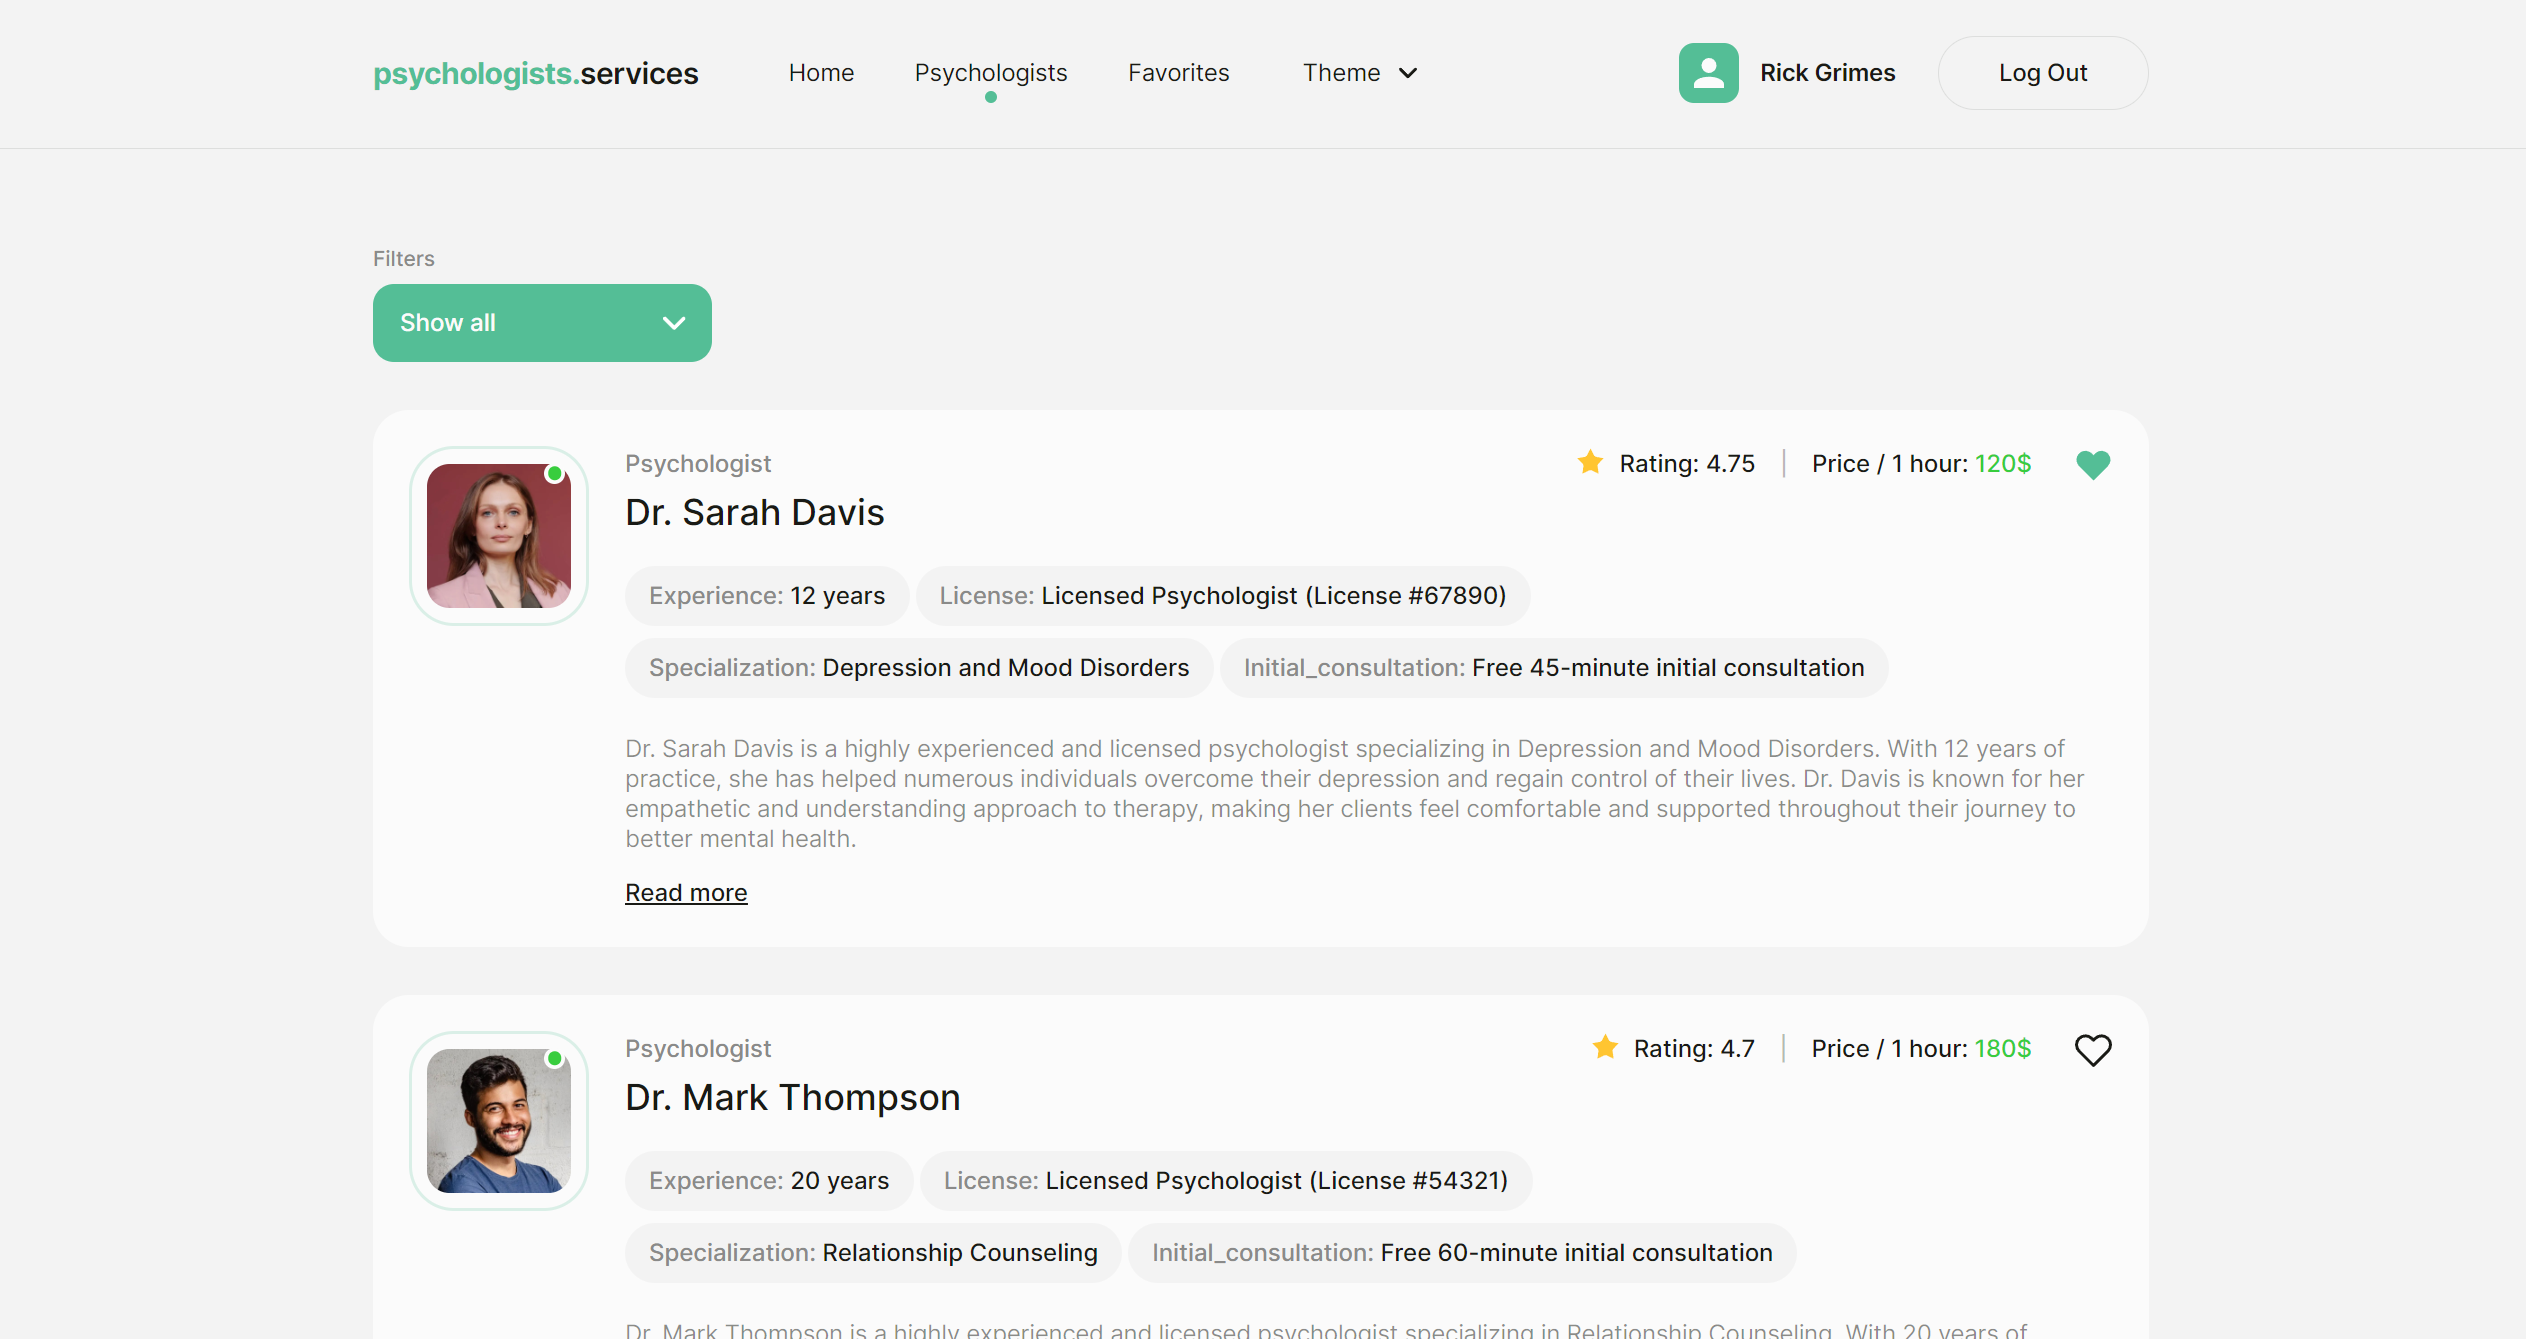 psychologists.services Home Psychologists Favorites Theme Rick Grimes Log Out
Filters
Show all
Psychologist Rating: 4.75 | Price / 1 hour: 120$
Dr. Sarah Davis
Experience: 12 years License: Licensed Psychologist (License #67890)
Specialization: Depression and Mood Disorders Initial_consultation: Free 45-minute initial consultation
Dr. Sarah Davis is a highly experienced and licensed psychologist specializing in Depression and Mood Disorders. With 12 years of
practice, she has helped numerous individuals overcome their depression and regain control of their lives. Dr. Davis is known for her
empathetic and understanding approach to therapy, making her clients feel comfortable and supported throughout their journey to
better mental health.
Read more
Psychologist Rating: 4.7 | Price / 1 hour: 180$
Dr. Mark Thompson
Experience: 20 years License: Licensed Psychologist (License #54321)
Specialization: Relationship Counseling Initial_consultation: Free 60-minute initial consultation
Dr. Mark Thompson is a highly experienced and licensed psychologist specializing in Relationship Counseling. With 20 years of